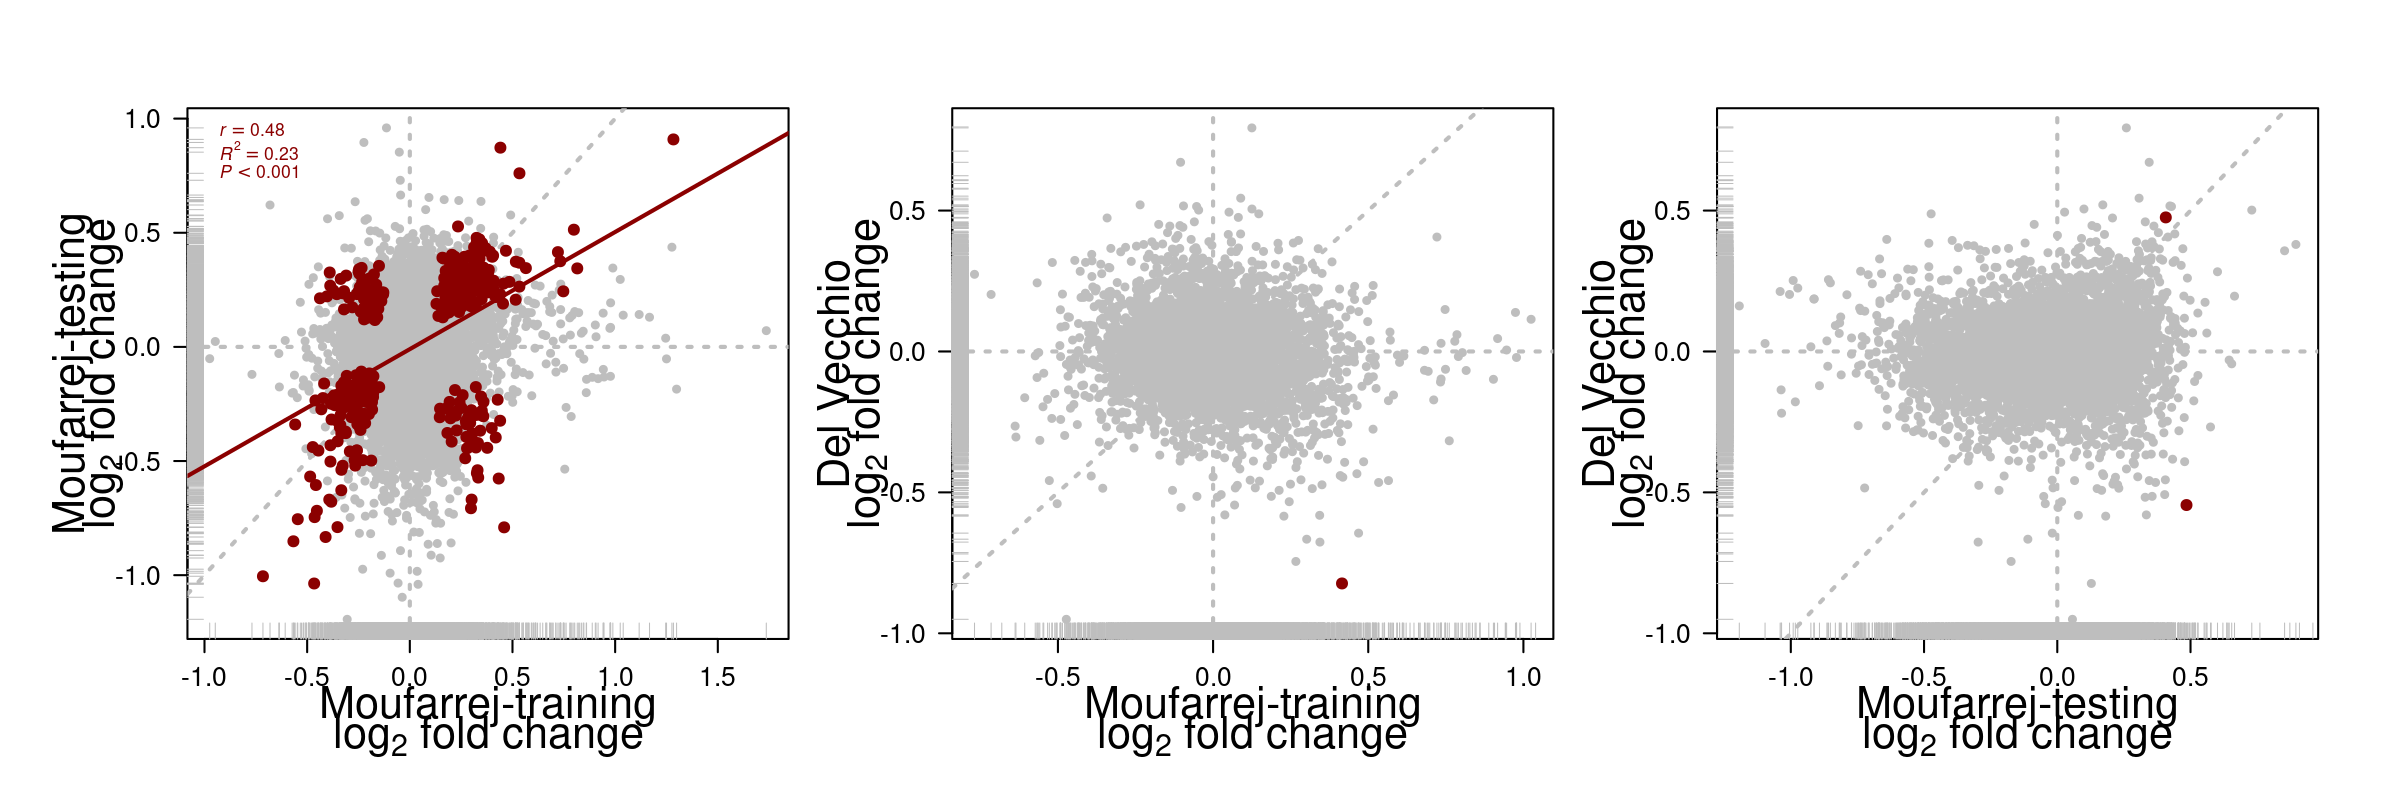 1.0
0.5
0.0
-0.5
-1.0
r = 0.48
R² = 0.23
P < 0.001
Moufarrej-testing
log₂ fold change
-1.0 -0.5 0.0 0.5 1.0 1.5
Moufarrej-training
log₂ fold change
0.5
0.0
-0.5
-1.0
Del Vecchio
log₂ fold change
-0.5 0.0 0.5 1.0
Moufarrej-training
log₂ fold change
0.5
0.0
-0.5
-1.0
Del Vecchio
log₂ fold change
-1.0 -0.5 0.0 0.5
Moufarrej-testing
log₂ fold change